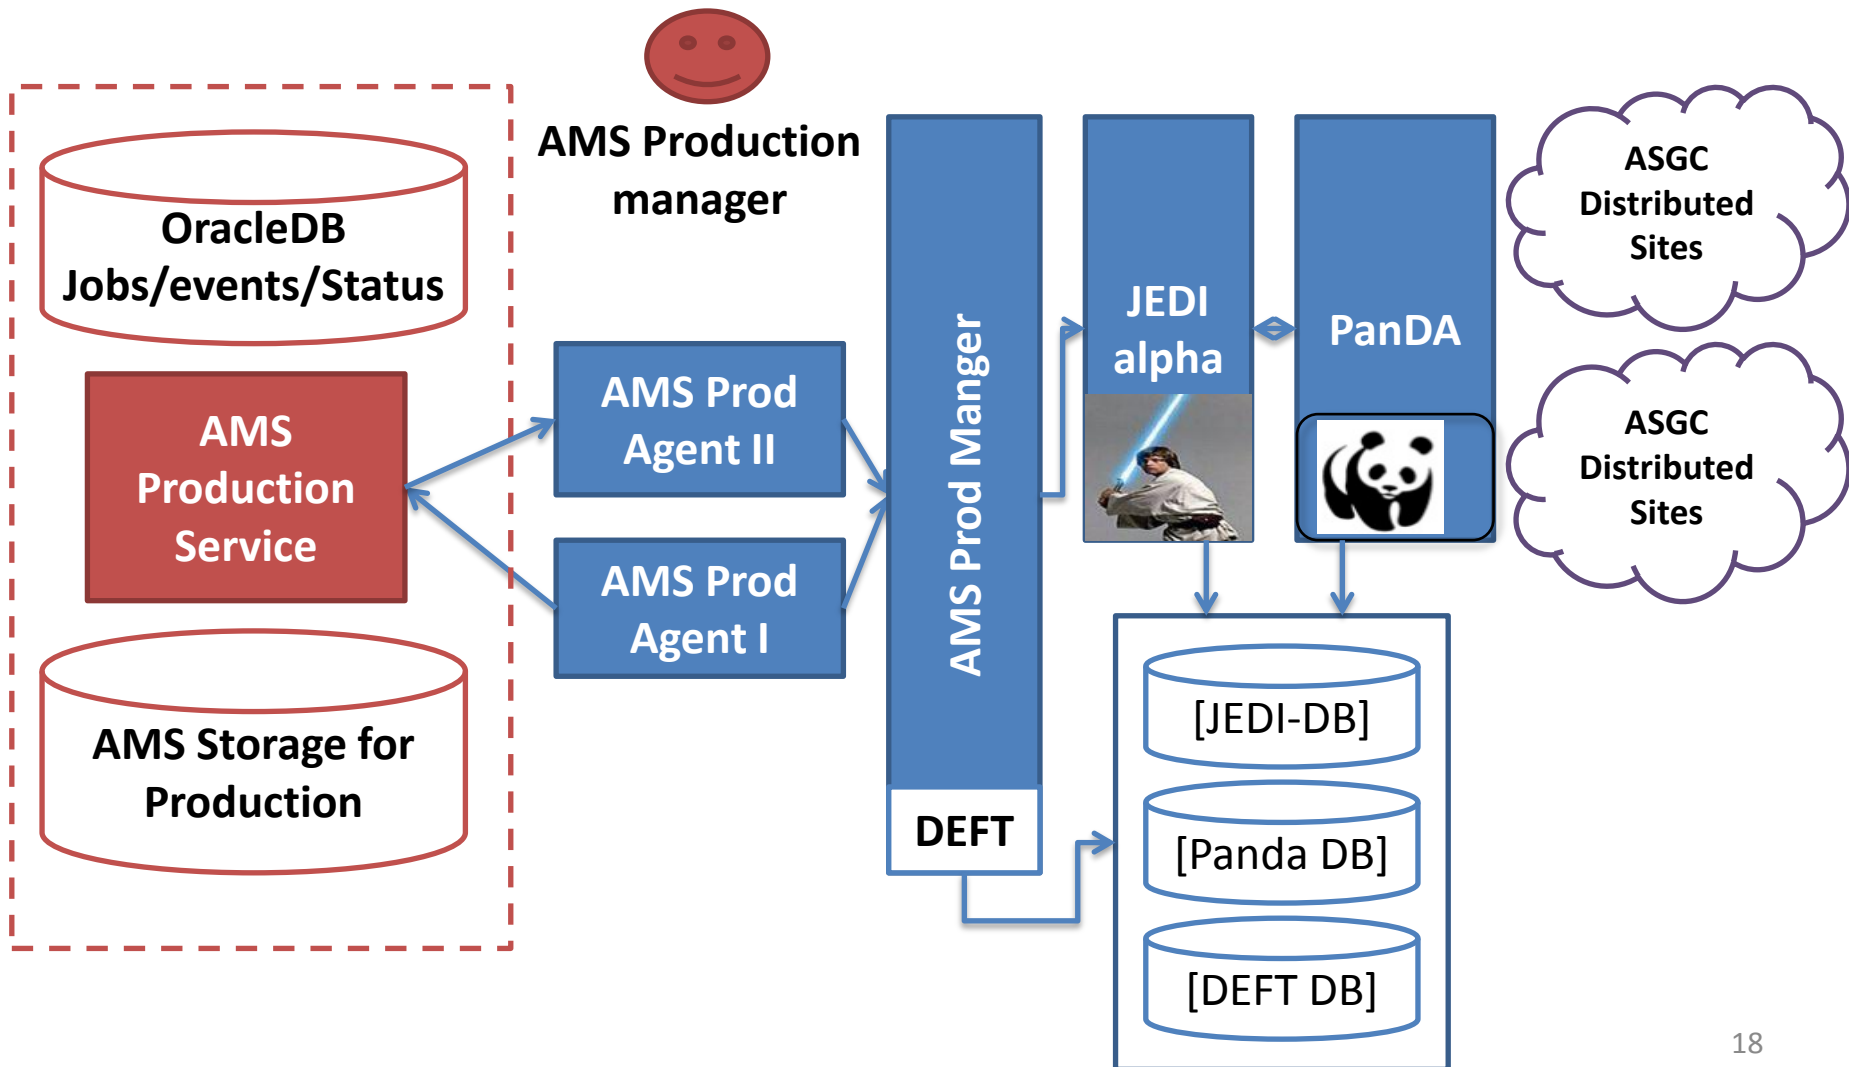 AMS Production
manager
OracleDB
Jobs/events/Status
AMS
Production
Service
AMS Storage for
Production
AMS Prod
Agent II
AMS Prod
Agent I
AMS Prod Manger
DEFT
JEDI
alpha
PanDA
ASGC
Distributed
Sites
ASGC
Distributed
Sites
[JEDI-DB]
[Panda DB]
[DEFT DB]
18